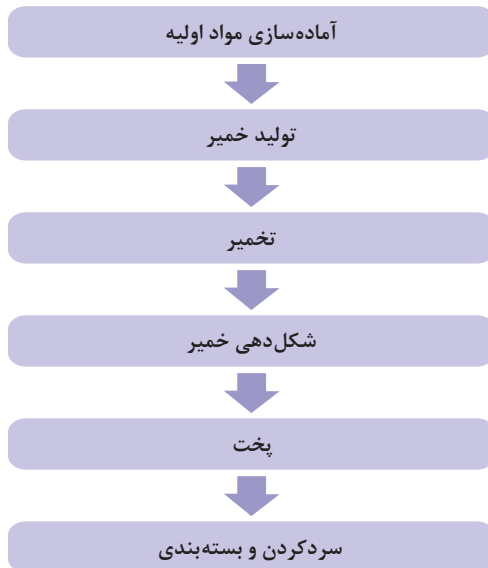 آماده‌سازی مواد اولیه
تولید خمیر
تخمیر
شکل‌دهی خمیر
پخت
سردکردن و بسته‌بندی